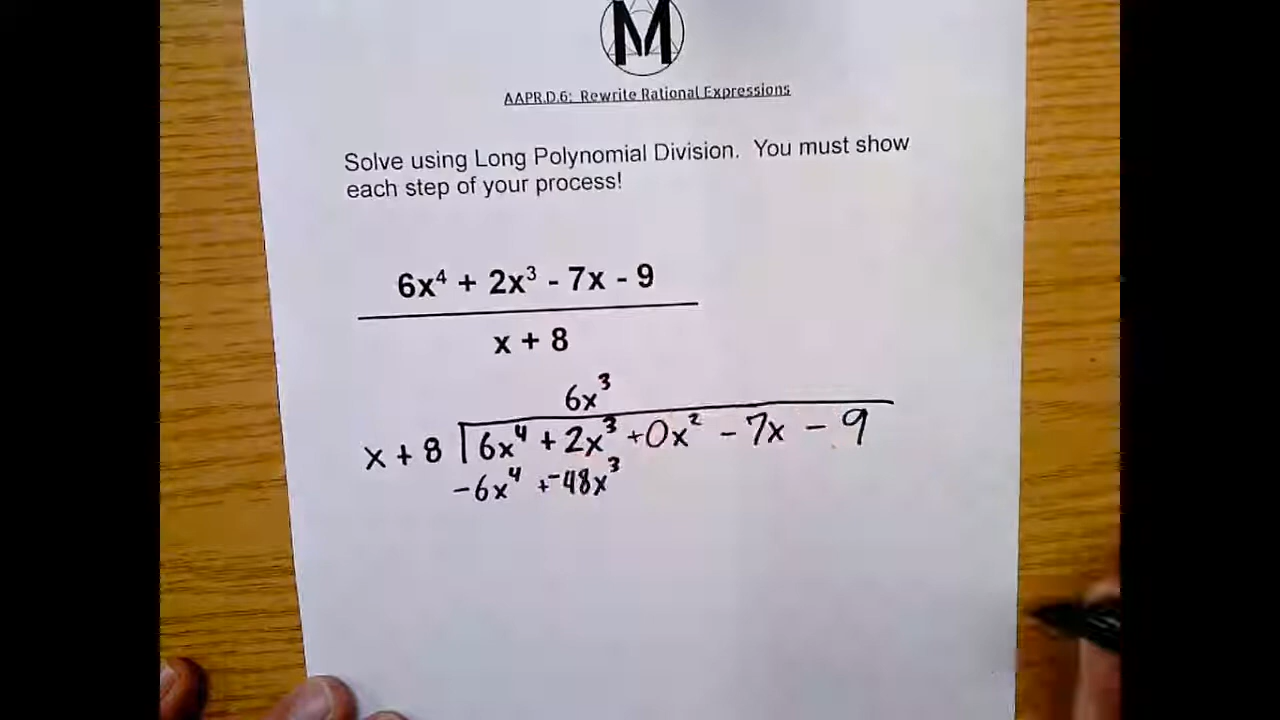 M
AAPR.D.6: Rewrite Rational Expressions
Solve using Long Polynomial Division. You must show
each step of your process!
6x⁴ + 2x³ - 7x - 9
x + 8
6x³
x + 8 6x⁴ + 2x³ + 0x² - 7x - 9
-6x⁴ + -48x³